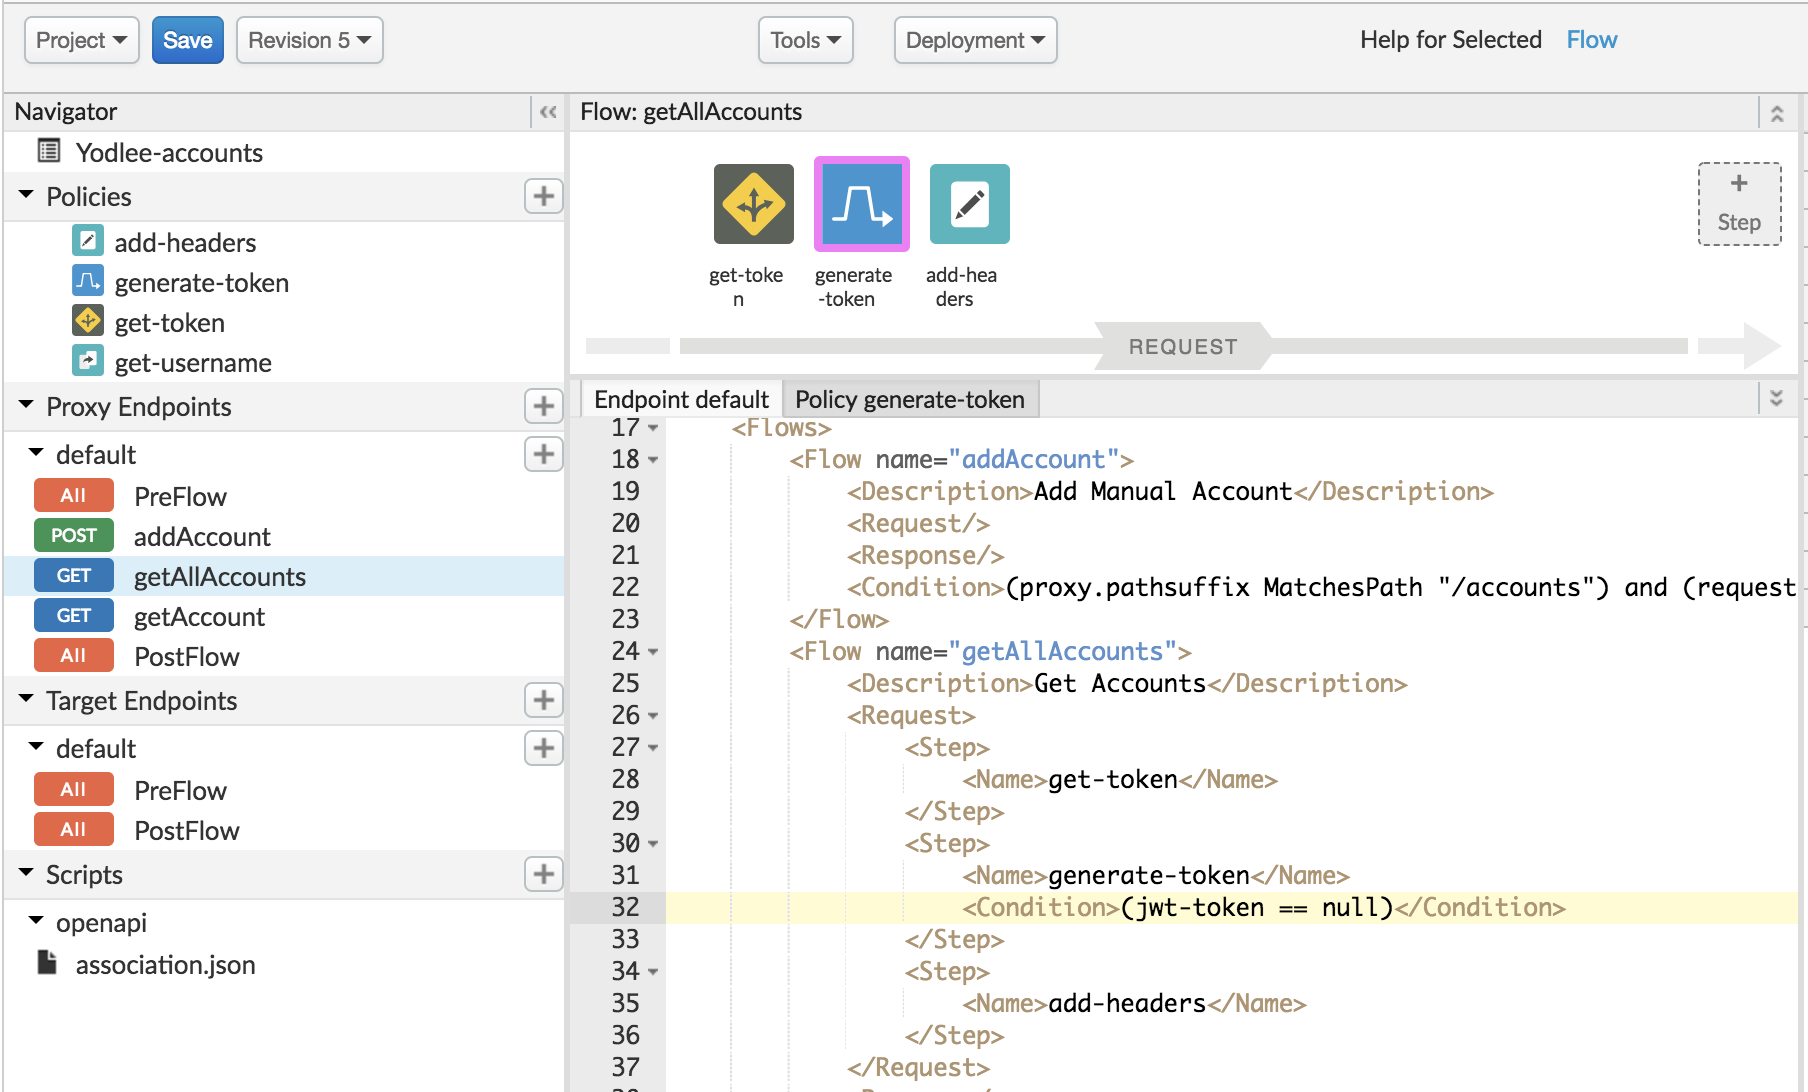 Project
Save
Revision 5
Tools
Deployment
Help for Selected Flow
Navigator
Yodlee-accounts
Policies
add-headers
generate-token
get-token
get-username
Proxy Endpoints
default
All PreFlow
POST addAccount
GET getAllAccounts
GET getAccount
All PostFlow
Target Endpoints
default
All PreFlow
All PostFlow
Scripts
openapi
association.json
Flow: getAllAccounts
get-toke
n
generate
-token
add-hea
ders
+
Step
REQUEST
Endpoint default
Policy generate-token
17 <Flows>
18 <Flow name="addAccount">
19 <Description>Add Manual Account</Description>
20 <Request/>
21 <Response/>
22 <Condition>(proxy.pathsuffix MatchesPath "/accounts") and (request
23 </Flow>
24 <Flow name="getAllAccounts">
25 <Description>Get Accounts</Description>
26 <Request>
27 <Step>
28 <Name>get-token</Name>
29 </Step>
30 <Step>
31 <Name>generate-token</Name>
32 <Condition>(jwt-token == null)</Condition>
33 </Step>
34 <Step>
35 <Name>add-headers</Name>
36 </Step>
37 </Request>